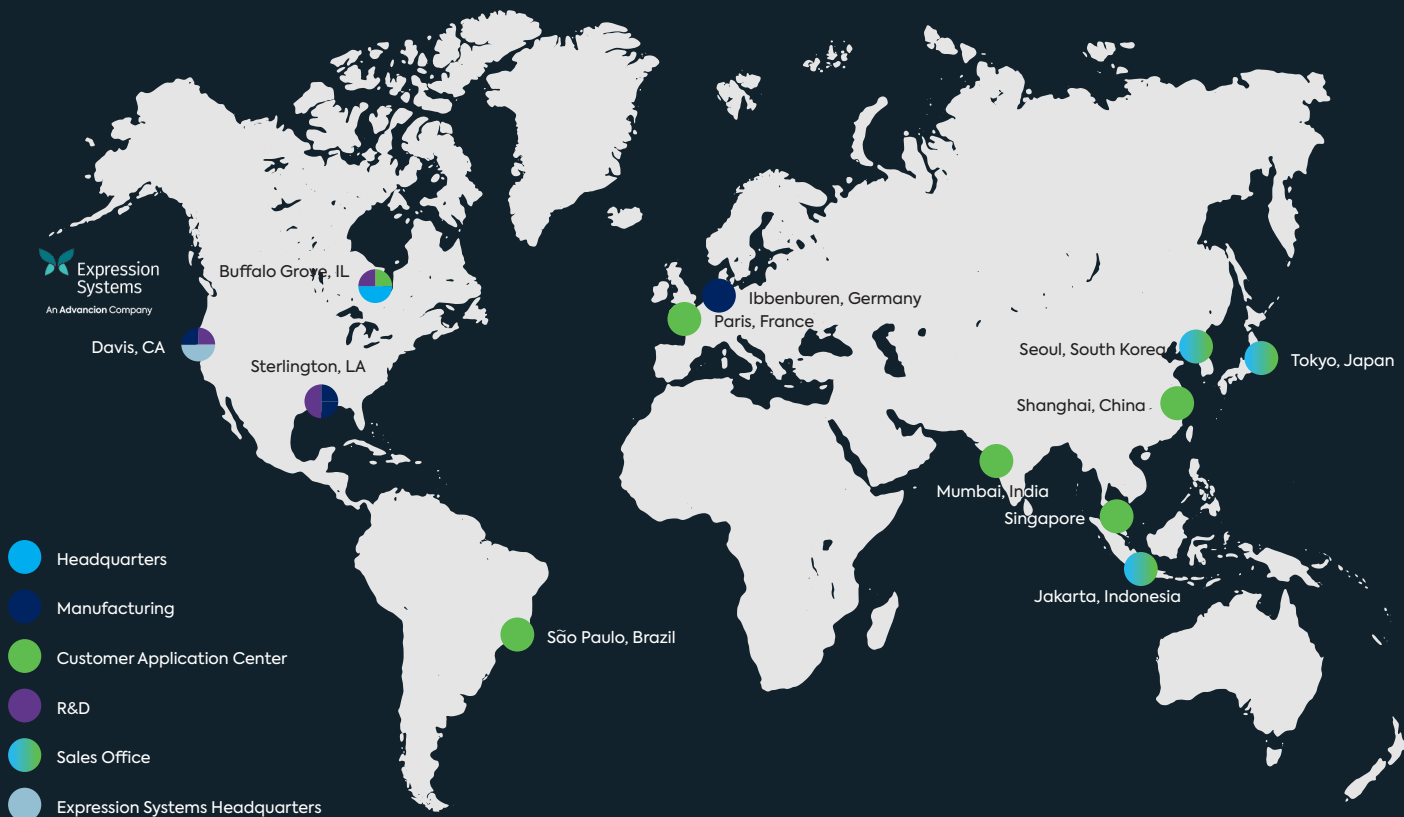 Expression
Systems
An Advancion Company
Buffalo Grove, IL
Davis, CA
Sterlington, LA
Ibbenburen, Germany
Paris, France
Seoul, South Korea
Tokyo, Japan
Shanghai, China
Mumbai, India
Singapore
Jakarta, Indonesia
São Paulo, Brazil
Headquarters
Manufacturing
Customer Application Center
R&D
Sales Office
Expression Systems Headquarters